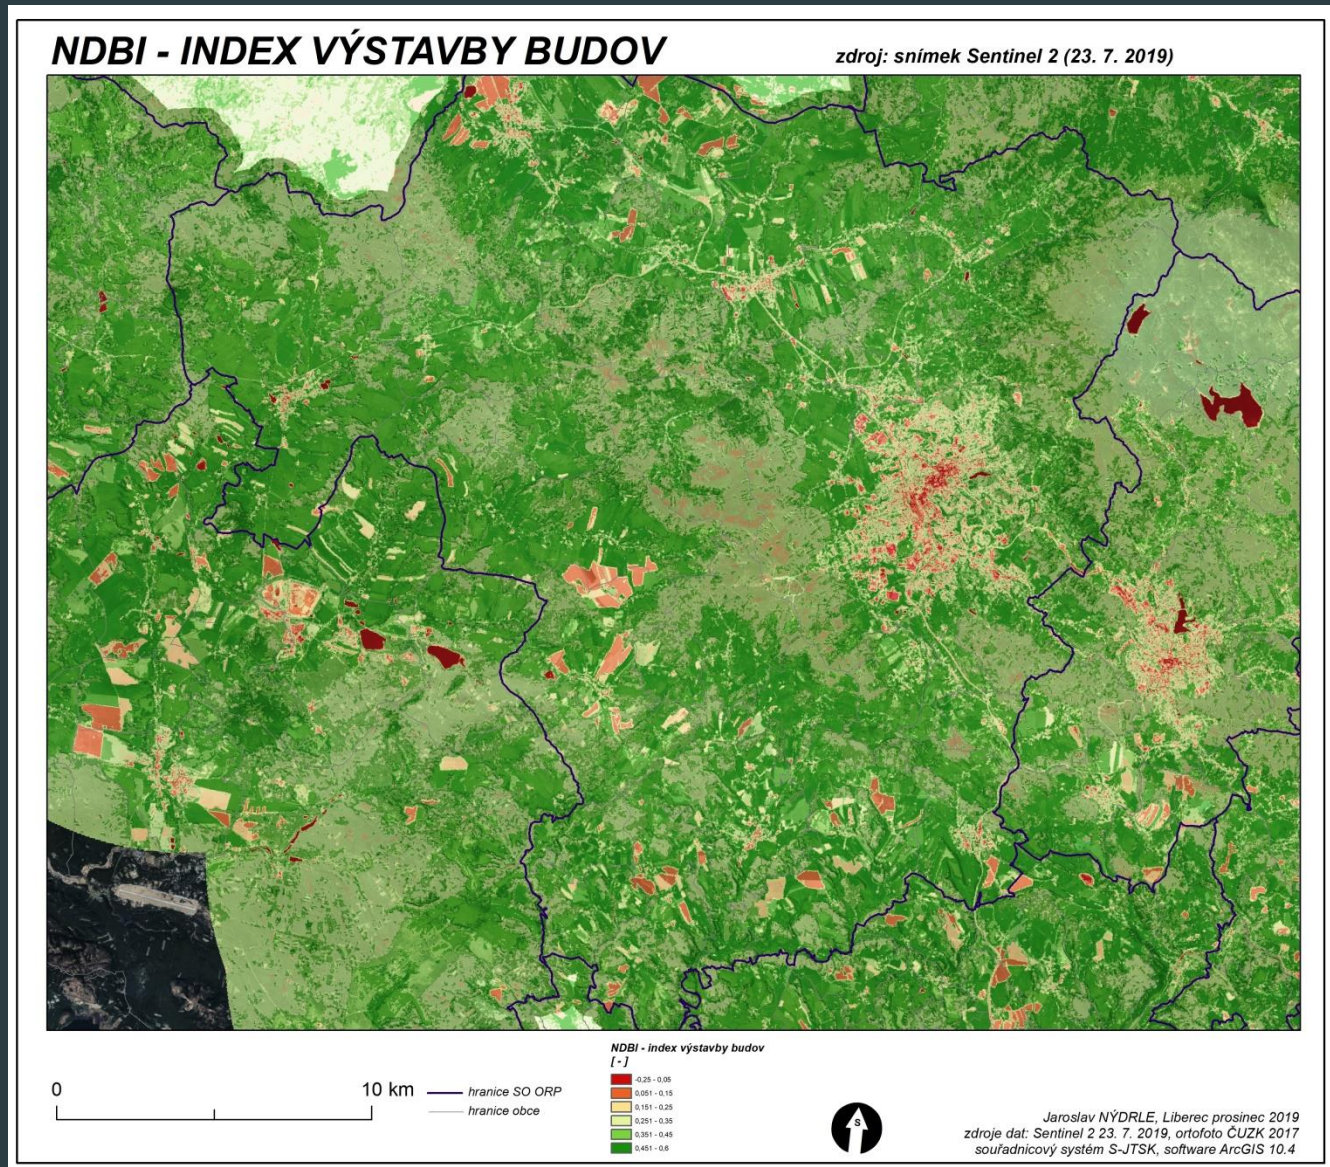 NDBI - INDEX VÝSTAVBY BUDOV
zdroj: snímek Sentinel 2 (23. 7. 2019)
NDBI - index výstavby budov
[ - ]
-0,25 - 0,05
0,051 - 0,15
0,151 - 0,25
0,251 - 0,35
0,351 - 0,45
0,451 - 0,6
0 10 km
hranice SO ORP
hranice obce
S
Jaroslav NÝDRLE, Liberec prosinec 2019
zdroje dat: Sentinel 2 23. 7. 2019, ortofoto ČUZK 2017
souřadnicový systém S-JTSK, software ArcGIS 10.4